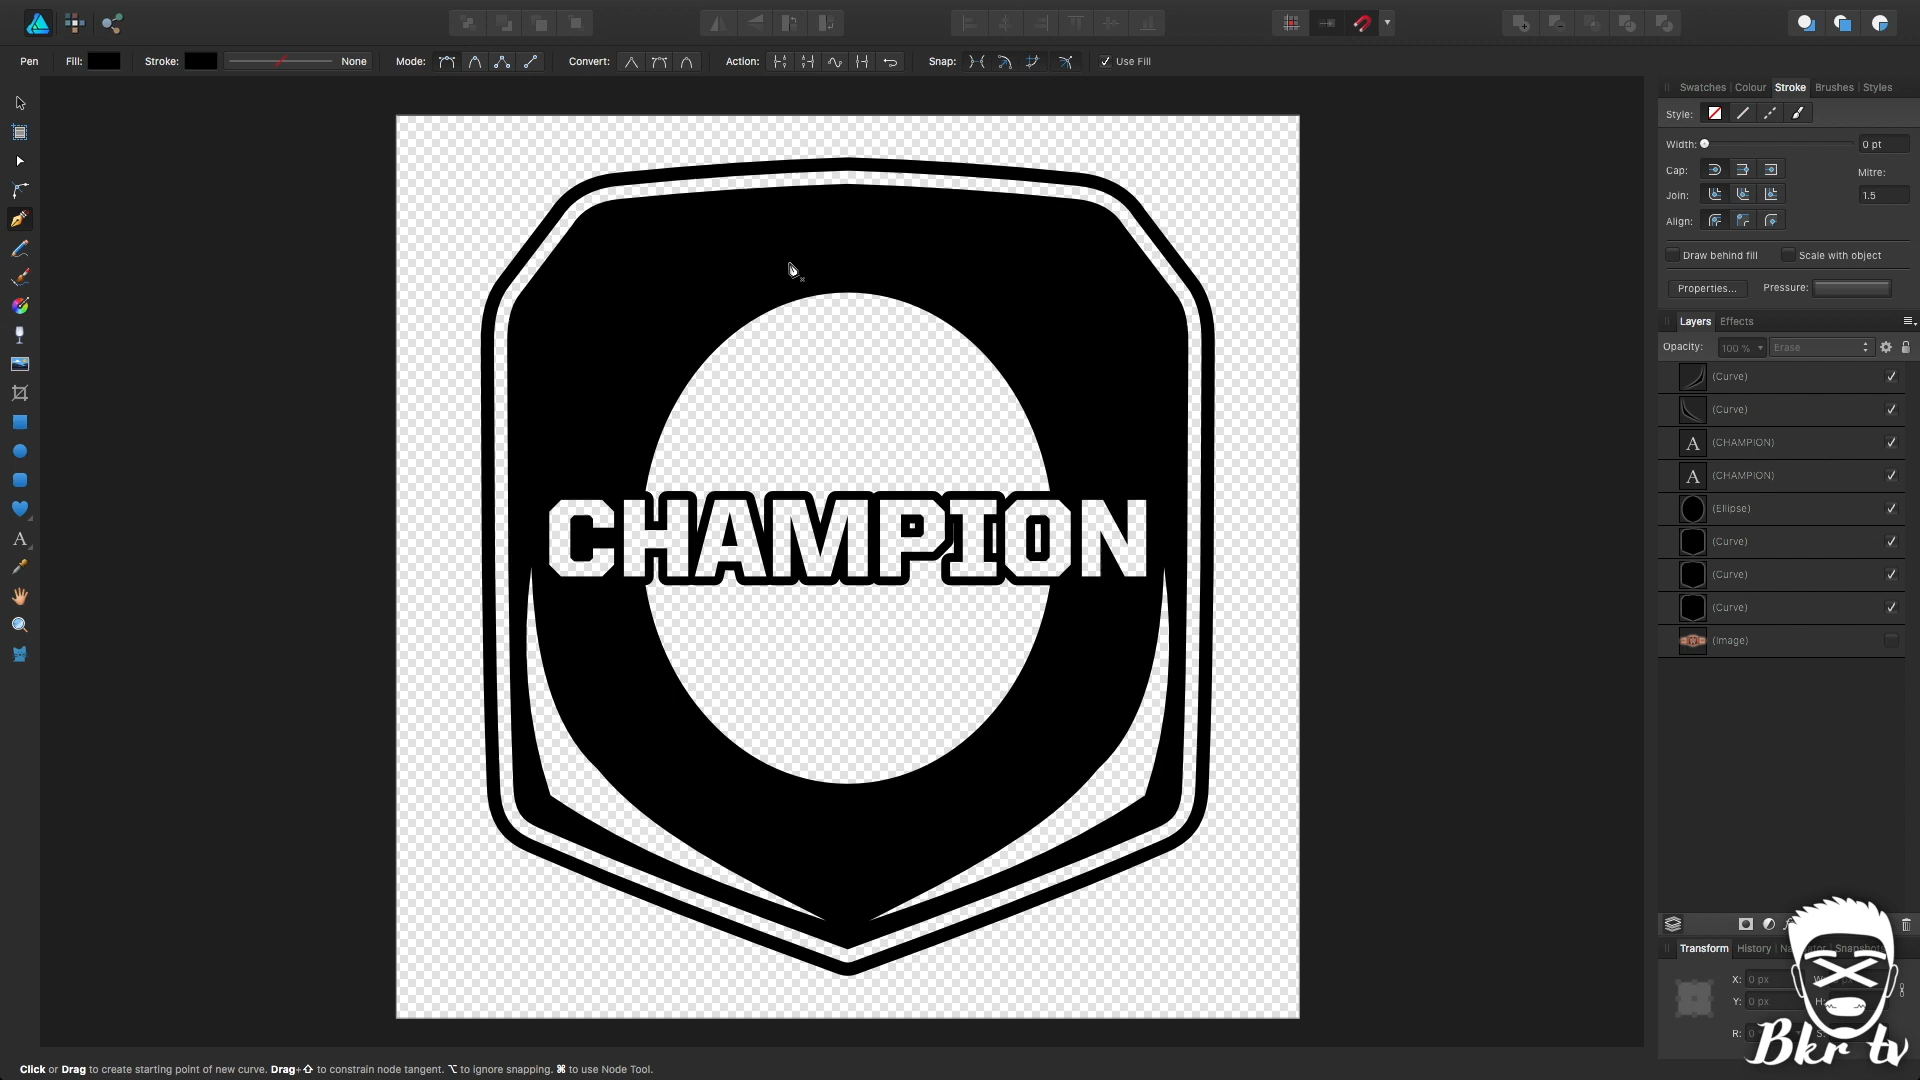 Pen Fill: Stroke: None Mode: Convert: Action: Snap: Use Fill
Swatches Colour Stroke Brushes Styles
Style:
Width: 0 pt
Cap: Mitre:
Join: 1.5
Align:
Draw behind fill Scale with object
Properties... Pressure:
Layers Effects
Opacity: 100 % Erase
(Curve)
(Curve)
A (CHAMPION)
A (CHAMPION)
(Ellipse)
(Curve)
(Curve)
(Curve)
(Image)
CHAMPION
Transform History Snapshots
X: 0 px
Y: 0 px H:
R:
Bkr tv
Click or Drag to create starting point of new curve. Drag+⇧ to constrain node tangent. ⌥ to ignore snapping. ⌘ to use Node Tool.